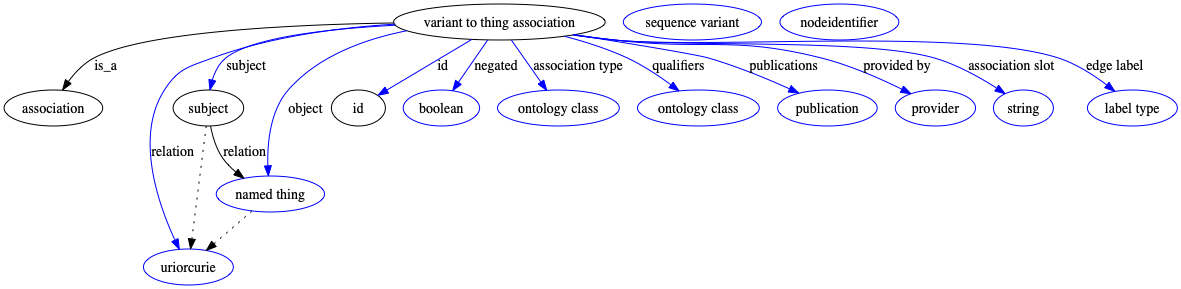 variant to thing association
sequence variant
nodeidentifier
is_a
subject
id
negated
association type
qualifiers
publications
provided by
association slot
edge label
association
subject
object
id
boolean
ontology class
ontology class
publication
provider
string
label type
relation
relation
named thing
uriorcurie